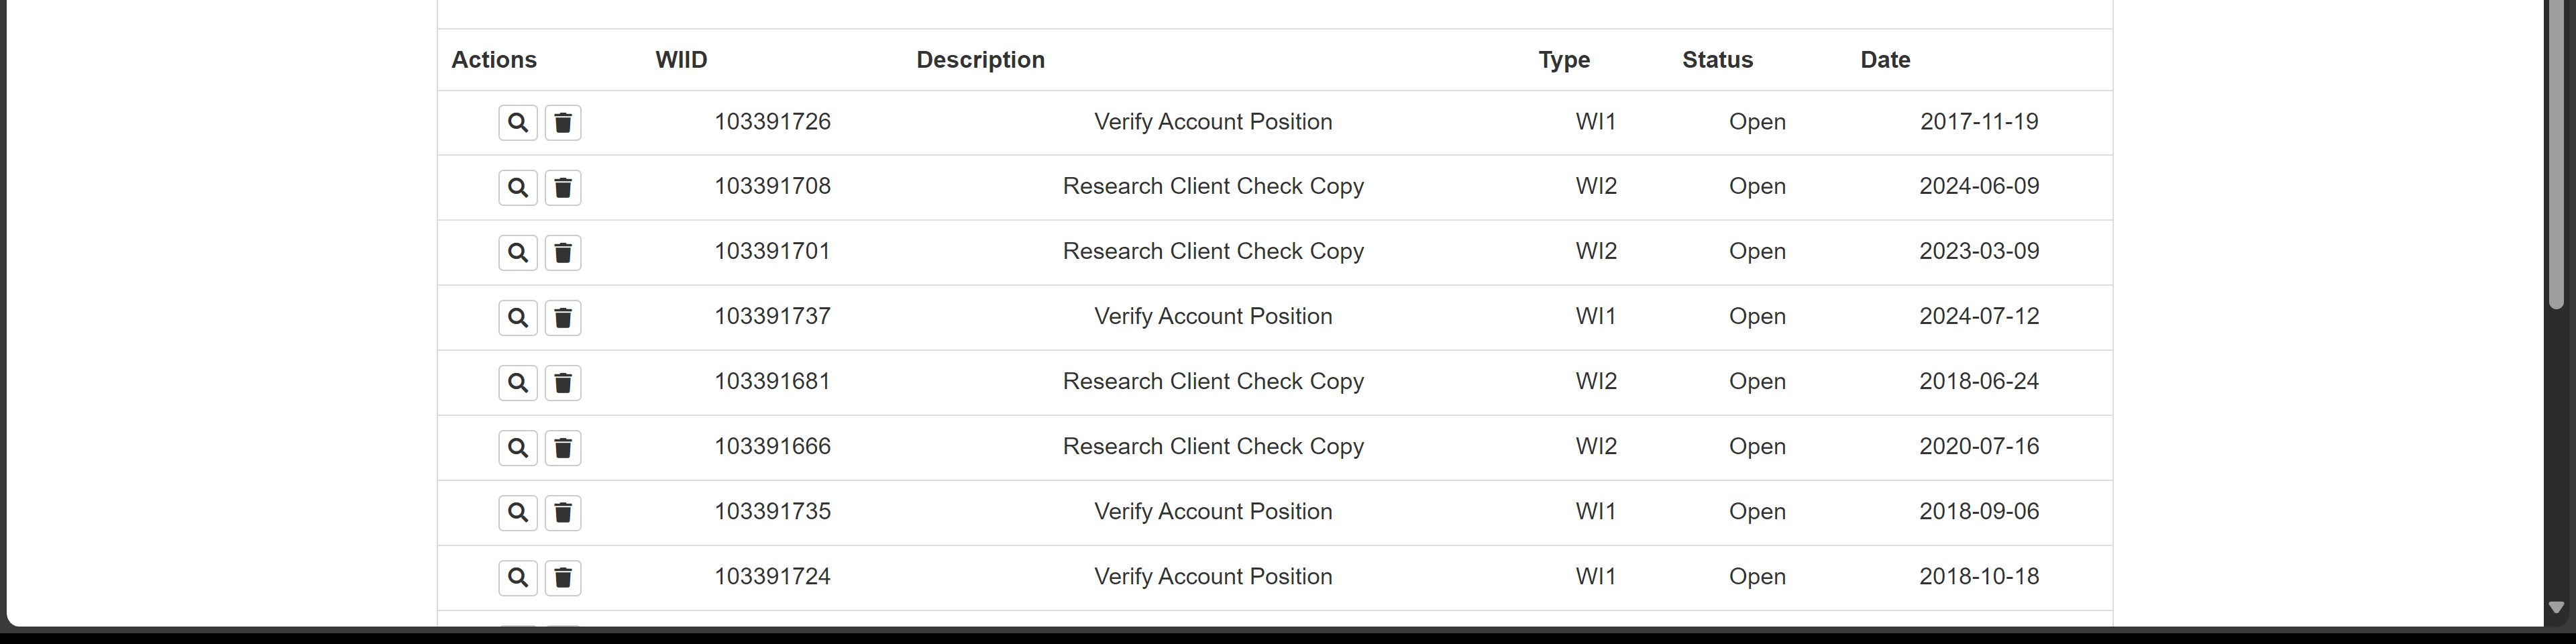 Actions WIID Description Type Status Date
103391726 Verify Account Position WI1 Open 2017-11-19
103391708 Research Client Check Copy WI2 Open 2024-06-09
103391701 Research Client Check Copy WI2 Open 2023-03-09
103391737 Verify Account Position WI1 Open 2024-07-12
103391681 Research Client Check Copy WI2 Open 2018-06-24
103391666 Research Client Check Copy WI2 Open 2020-07-16
103391735 Verify Account Position WI1 Open 2018-09-06
103391724 Verify Account Position WI1 Open 2018-10-18